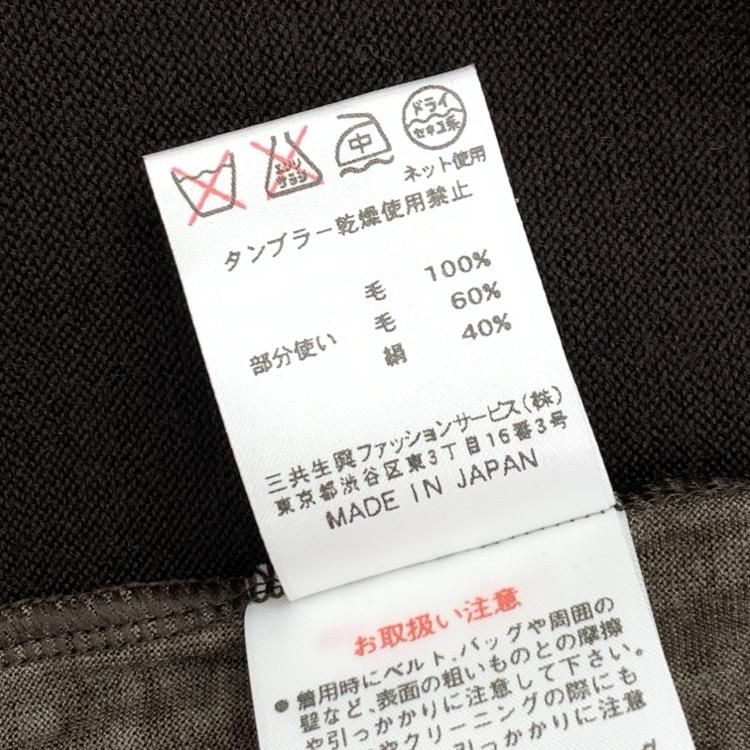 エンソ
サラシ
中
ドライ
セキユ系
ネット使用
タンブラー乾燥使用禁止
毛 100%
部分使い 毛 60%
絹 40%
三共生興ファッションサービス(株)
東京都渋谷区東3丁目16番3号
MADE IN JAPAN
お取扱い注意
●着用時にベルト、バッグや周囲の
壁など、表面の粗いものとの摩擦
や引っかかりに注意して下さい。
やクリーニングの際にも
引っかかりに注意